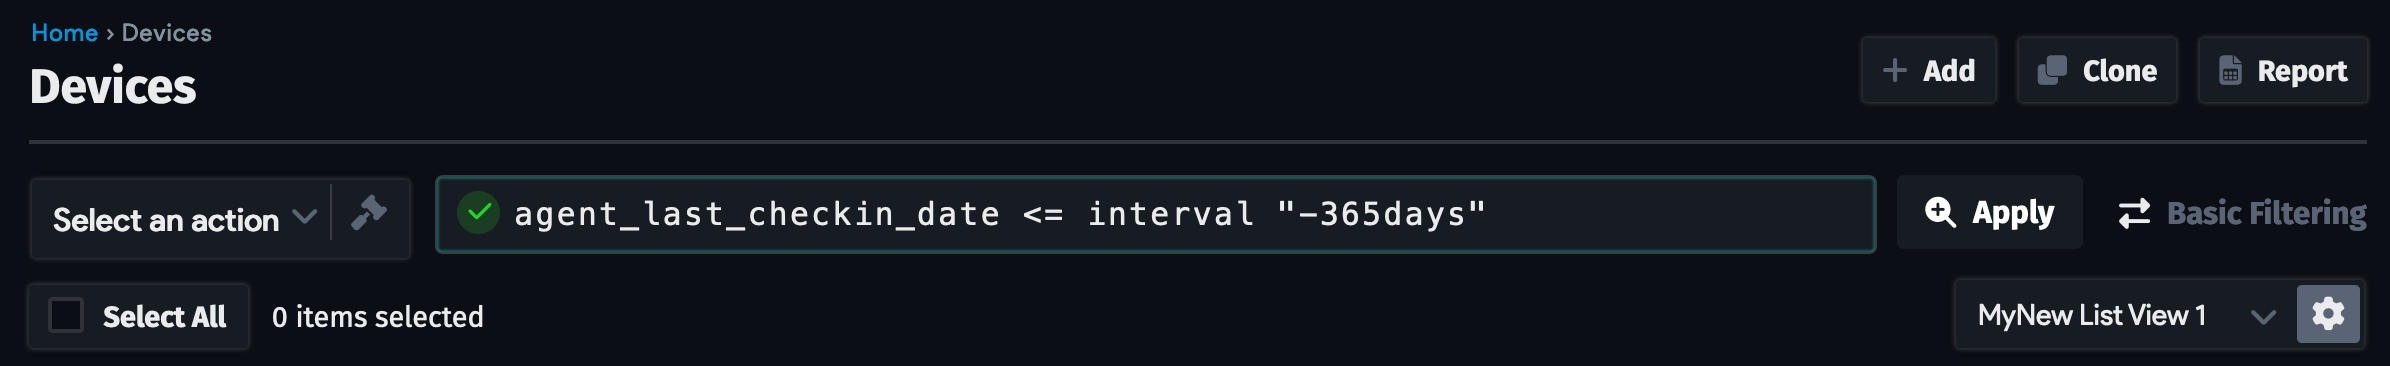 Home › Devices
Devices
Add
Clone
Report
Select an action
agent_last_checkin_date <= interval "-365days"
Apply
Basic Filtering
Select All
0 items selected
MyNew List View 1